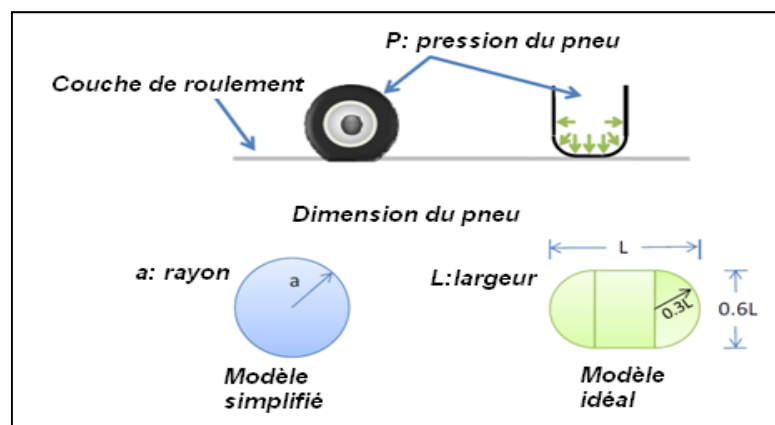 P: pression du pneu
Couche de roulement
Dimension du pneu
L
a: rayon
a
L:largeur
0.3L
0.6L
Modèle
simplifié
Modèle
idéal